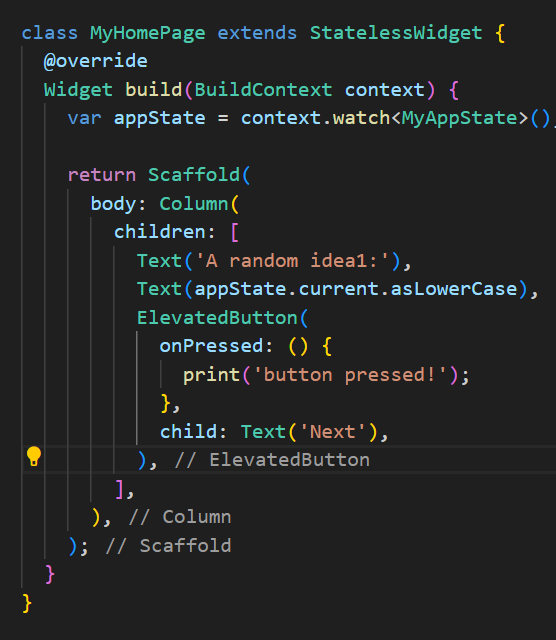 class MyHomePage extends StatelessWidget {
  @override
  Widget build(BuildContext context) {
    var appState = context.watch<MyAppState>();

    return Scaffold(
      body: Column(
        children: [
          Text('A random idea1:'),
          Text(appState.current.asLowerCase),
          ElevatedButton(
            onPressed: () {
              print('button pressed!');
            },
            child: Text('Next'),
          ), // ElevatedButton
        ],
      ), // Column
    ); // Scaffold
  }
}